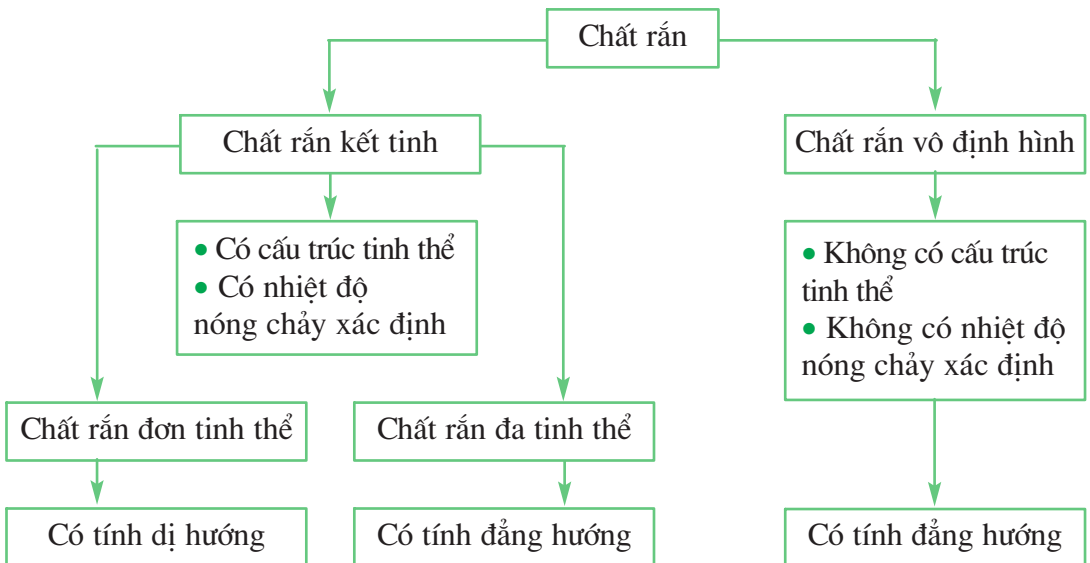 Chất rắn
Chất rắn kết tinh
Chất rắn vô định hình
• Có cấu trúc tinh thể
• Có nhiệt độ
nóng chảy xác định
• Không có cấu trúc
tinh thể
• Không có nhiệt độ
nóng chảy xác định
Chất rắn đơn tinh thể
Chất rắn đa tinh thể
Có tính dị hướng
Có tính đẳng hướng
Có tính đẳng hướng